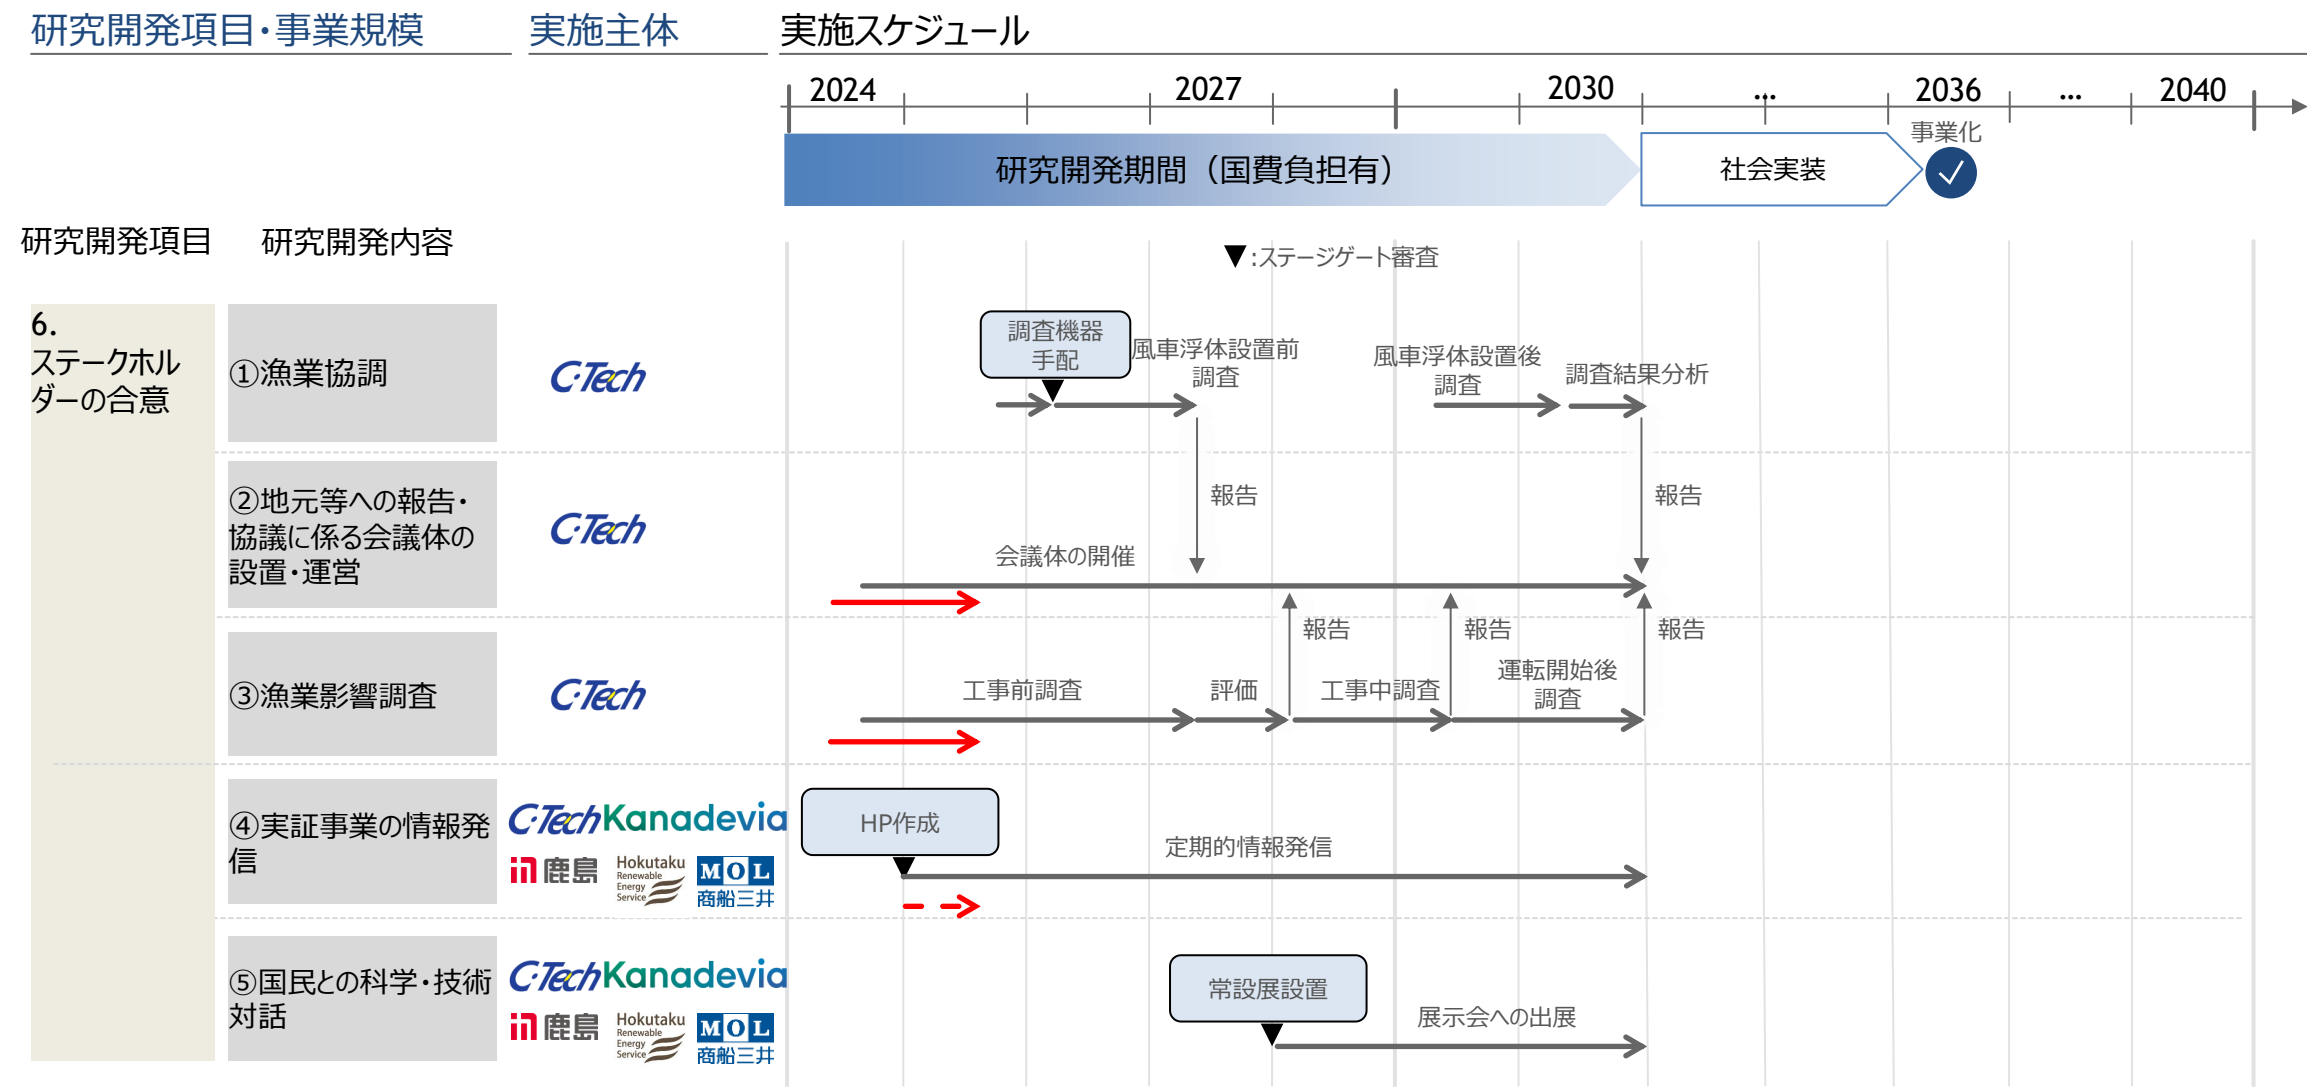 研究開発項目・事業規模
実施主体
実施スケジュール
2024
2027
2030
...
2036
...
2040
事業化
研究開発期間（国費負担有）
社会実装
研究開発項目
研究開発内容
▼:ステージゲート審査
6.
ステークホル
ダーの合意
①漁業協調
C-Tech
調査機器
手配
風車浮体設置前
調査
風車浮体設置後
調査
調査結果分析
②地元等への報告・
協議に係る会議体の
設置・運営
C-Tech
報告
報告
会議体の開催
③漁業影響調査
C-Tech
報告
報告
報告
工事前調査
評価
工事中調査
運転開始後
調査
④実証事業の情報発
信
C-Tech
Kanadevia
鹿島
Hokutaku
Renewable
Energy
Service
MOL
商船三井
HP作成
定期的情報発信
⑤国民との科学・技術
対話
C-Tech
Kanadevia
鹿島
Hokutaku
Renewable
Energy
Service
MOL
商船三井
常設展設置
展示会への出展